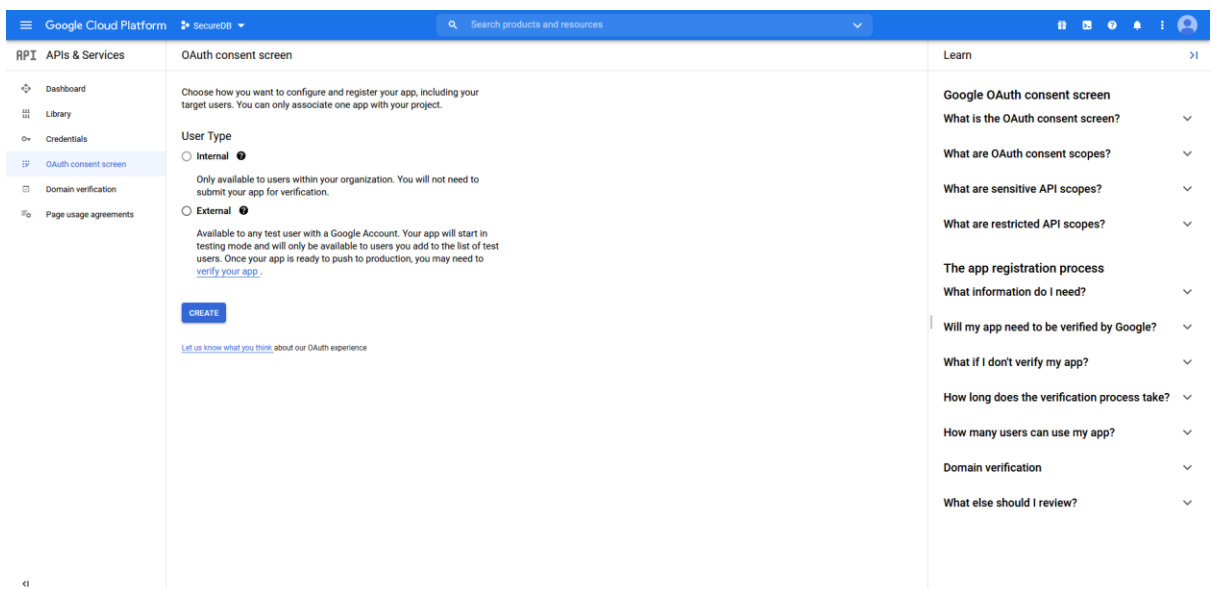 Google Cloud Platform
SecureDB
Search products and resources
API APIs & Services
Dashboard
Library
Credentials
OAuth consent screen
Domain verification
Page usage agreements
OAuth consent screen
Choose how you want to configure and register your app, including your
target users. You can only associate one app with your project.
User Type
Internal
Only available to users within your organization. You will not need to
submit your app for verification.
External
Available to any test user with a Google Account. Your app will start in
testing mode and will only be available to users you add to the list of test
users. Once your app is ready to push to production, you may need to
verify your app .
CREATE
Let us know what you think about our OAuth experience
Learn
Google OAuth consent screen
What is the OAuth consent screen?
What are OAuth consent scopes?
What are sensitive API scopes?
What are restricted API scopes?
The app registration process
What information do I need?
Will my app need to be verified by Google?
What if I don't verify my app?
How long does the verification process take?
How many users can use my app?
Domain verification
What else should I review?